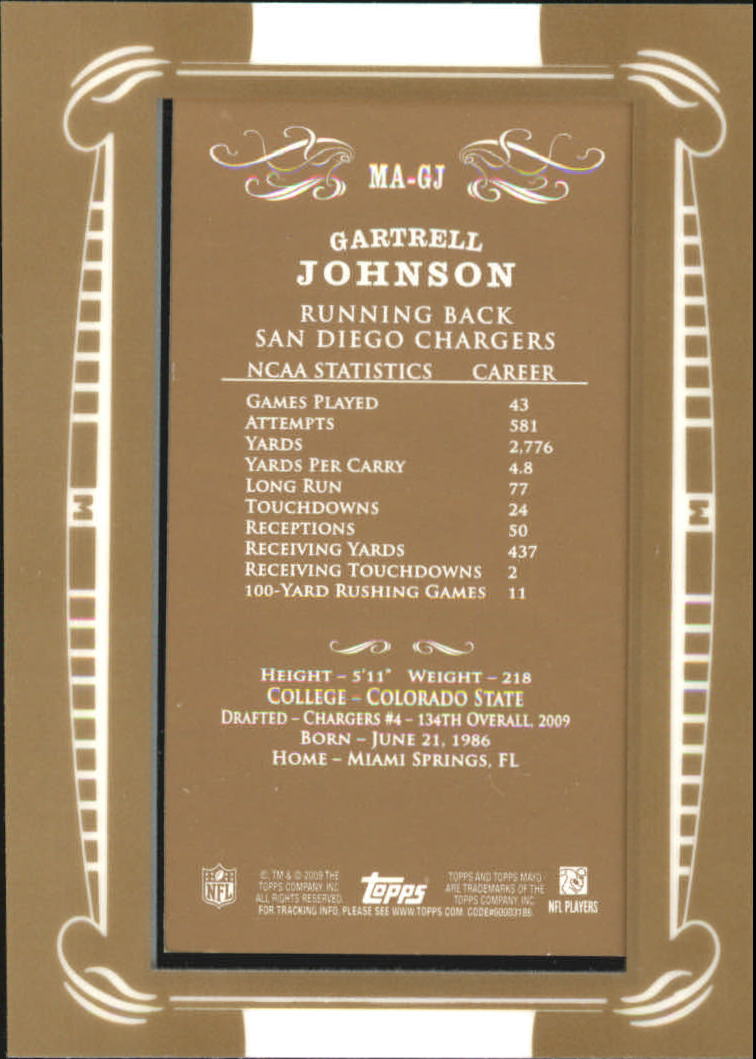 MA-GJ
GARTRELL
JOHNSON
RUNNING BACK
SAN DIEGO CHARGERS
NCAA STATISTICS CAREER
GAMES PLAYED 43
ATTEMPTS 581
YARDS 2,776
YARDS PER CARRY 4.8
LONG RUN 77
TOUCHDOWNS 24
RECEPTIONS 50
RECEIVING YARDS 437
RECEIVING TOUCHDOWNS 2
100-YARD RUSHING GAMES 11
M
M
HEIGHT – 5'11" WEIGHT – 218
COLLEGE – COLORADO STATE
DRAFTED – CHARGERS #4 – 134TH OVERALL, 2009
BORN – JUNE 21, 1986
HOME – MIAMI SPRINGS, FL
NFL
®, TM & © 2009 THE
TOPPS COMPANY, INC.
ALL RIGHTS RESERVED.
Topps
TOPPS AND TOPPS MAYO
ARE TRADEMARKS OF THE
TOPPS COMPANY, INC.
NFL PLAYERS
FOR TRACKING INFO, PLEASE SEE WWW.TOPPS.COM.